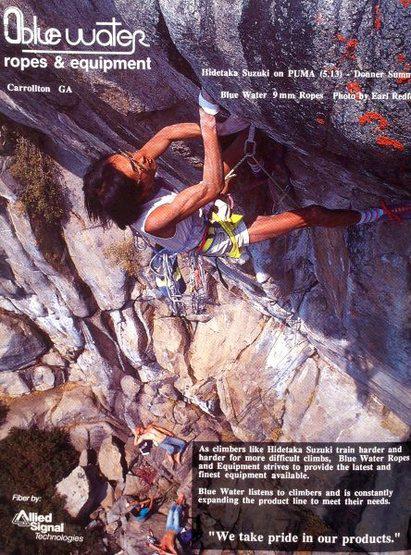 blue water
ropes & equipment
Carrollton GA
Hidetaka Suzuki on PUMA (5.13) - Donner Summ
Blue Water 9mm Ropes Photo by Earl Redf
As climbers like Hidetaka Suzuki train harder and
harder for more difficult climbs, Blue Water Ropes
and Equipment strives to provide the latest and
finest equipment available.
Blue Water listens to climbers and is constantly
expanding the product line to meet their needs.
"We take pride in our products."
Fiber by:
Allied
Signal
Technologies